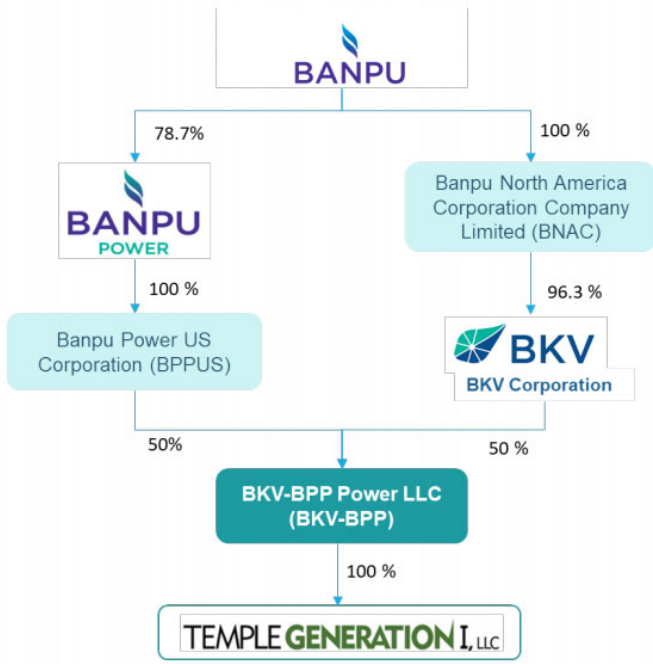 BANPU
78.7%
100 %
BANPU
POWER
Banpu North America
Corporation Company
Limited (BNAC)
100 %
96.3 %
Banpu Power US
Corporation (BPPUS)
BKV
BKV Corporation
50%
50 %
BKV-BPP Power LLC
(BKV-BPP)
100 %
TEMPLE GENERATION I, LLC